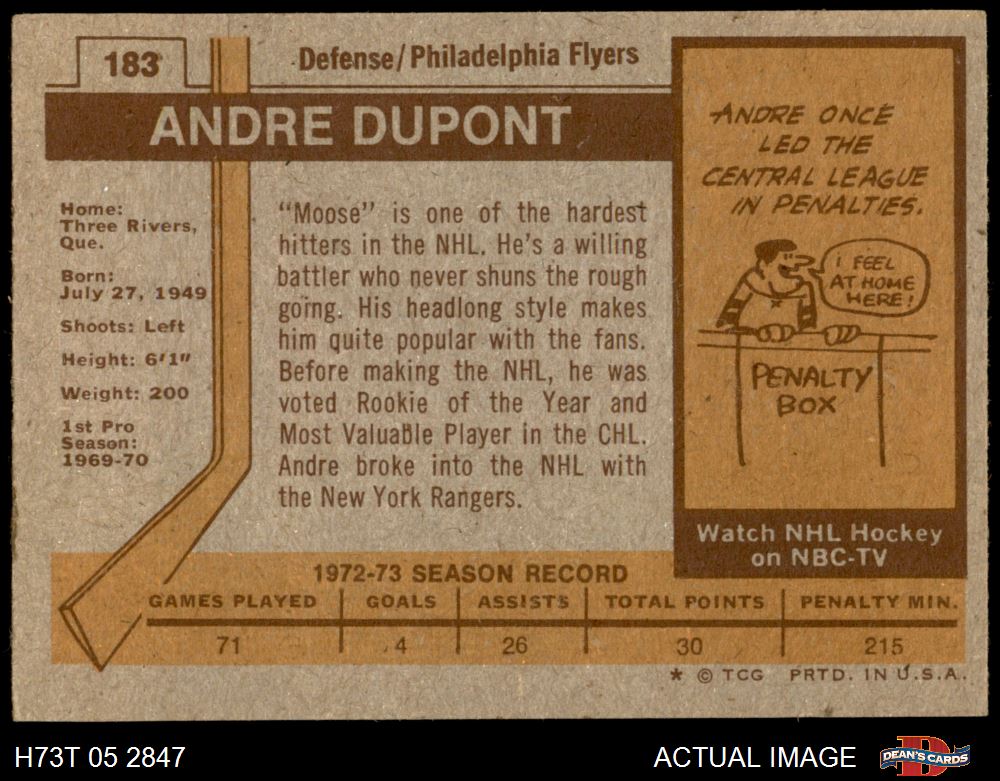 183
Defense/Philadelphia Flyers
ANDRE DUPONT
Home:
Three Rivers,
Que.
Born:
July 27, 1949
Shoots: Left
Height: 6'1"
Weight: 200
1st Pro
Season:
1969-70
"Moose" is one of the hardest
hitters in the NHL. He's a willing
battler who never shuns the rough
going. His headlong style makes
him quite popular with the fans.
Before making the NHL, he was
voted Rookie of the Year and
Most Valuable Player in the CHL.
Andre broke into the NHL with
the New York Rangers.
ANDRE ONCE
LED THE
CENTRAL LEAGUE
IN PENALTIES.
I FEEL
AT HOME
HERE!
PENALTY
BOX
Watch NHL Hockey
on NBC-TV
1972-73 SEASON RECORD
GAMES PLAYED GOALS ASSISTS TOTAL POINTS PENALTY MIN.
71 4 26 30 215
* © TCG PRTD. IN U.S.A.
H73T 05 2847
ACTUAL IMAGE
D
DEAN'S CARDS